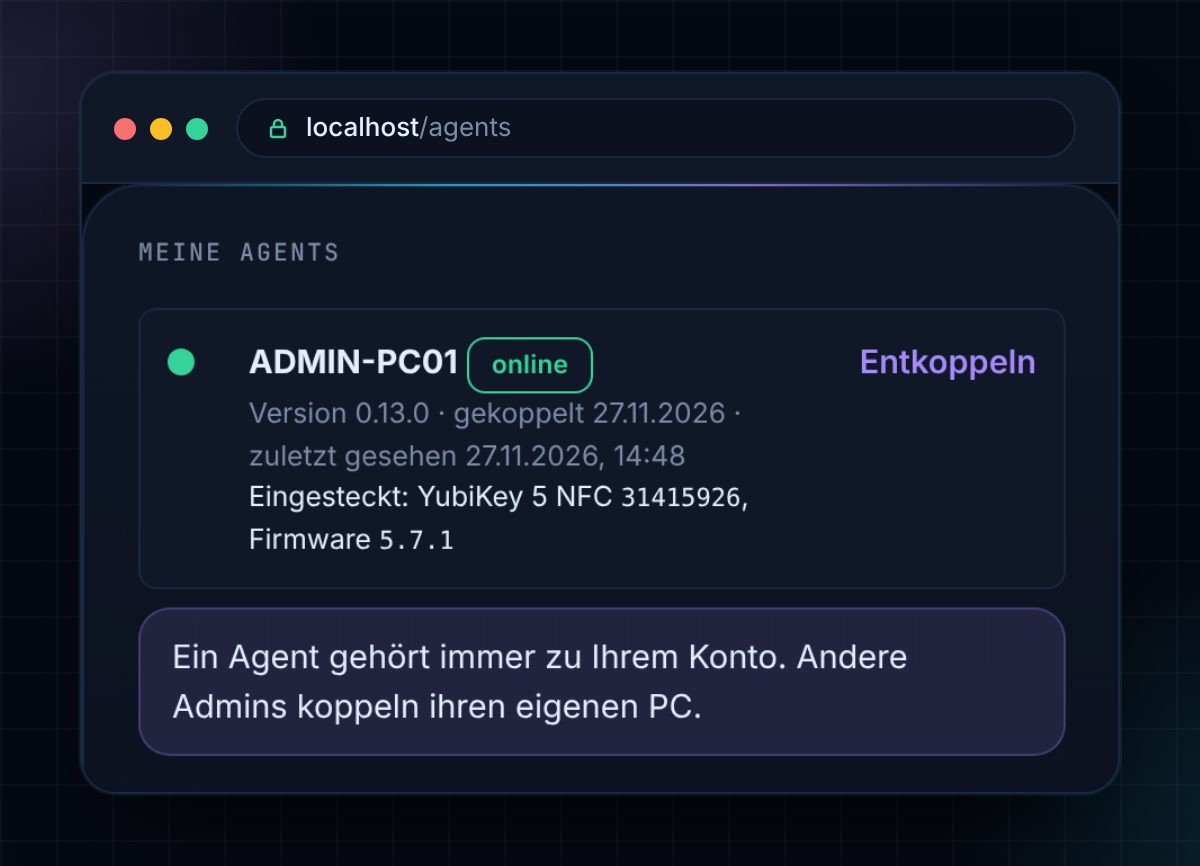 localhost/agents
MEINE AGENTS
ADMIN-PC01 online Entkoppeln
Version 0.13.0 · gekoppelt 27.11.2026 ·
zuletzt gesehen 27.11.2026, 14:48
Eingesteckt: YubiKey 5 NFC 31415926,
Firmware 5.7.1
Ein Agent gehört immer zu Ihrem Konto. Andere
Admins koppeln ihren eigenen PC.